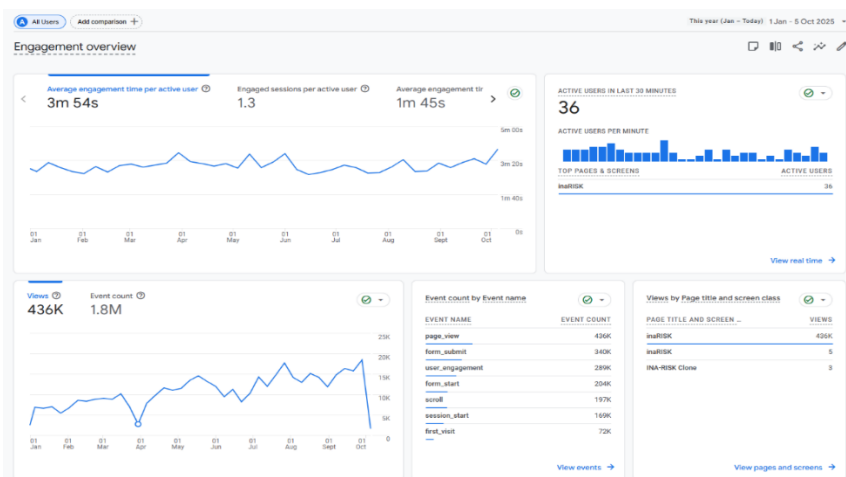 A All Users Add comparison + This year (Jan – Today) 1 Jan - 5 Oct 2025
Engagement overview
Average engagement time per active user
3m 54s
Engaged sessions per active user
1.3
Average engagement tir
1m 45s
5m 00s
3m 20s
1m 40s
0s
01 Jan 01 Feb 01 Mar 01 Apr 01 May 01 Jun 01 Jul 01 Aug 01 Sept 01 Oct
ACTIVE USERS IN LAST 30 MINUTES
36
ACTIVE USERS PER MINUTE
TOP PAGES & SCREENS ACTIVE USERS
inaRISK 36
View real time →
Views
436K
Event count
1.8M
25K
20K
15K
10K
5K
0
01 Jan 01 Feb 01 Mar 01 Apr 01 May 01 Jun 01 Jul 01 Aug 01 Sept 01 Oct
Event count by Event name
EVENT NAME EVENT COUNT
page_view 436K
form_submit 340K
user_engagement 289K
form_start 204K
scroll 197K
session_start 169K
first_visit 72K
View events →
Views by Page title and screen class
PAGE TITLE AND SCREEN ... VIEWS
inaRISK 436K
inaRISK 5
INA-RISK Clone 3
View pages and screens →